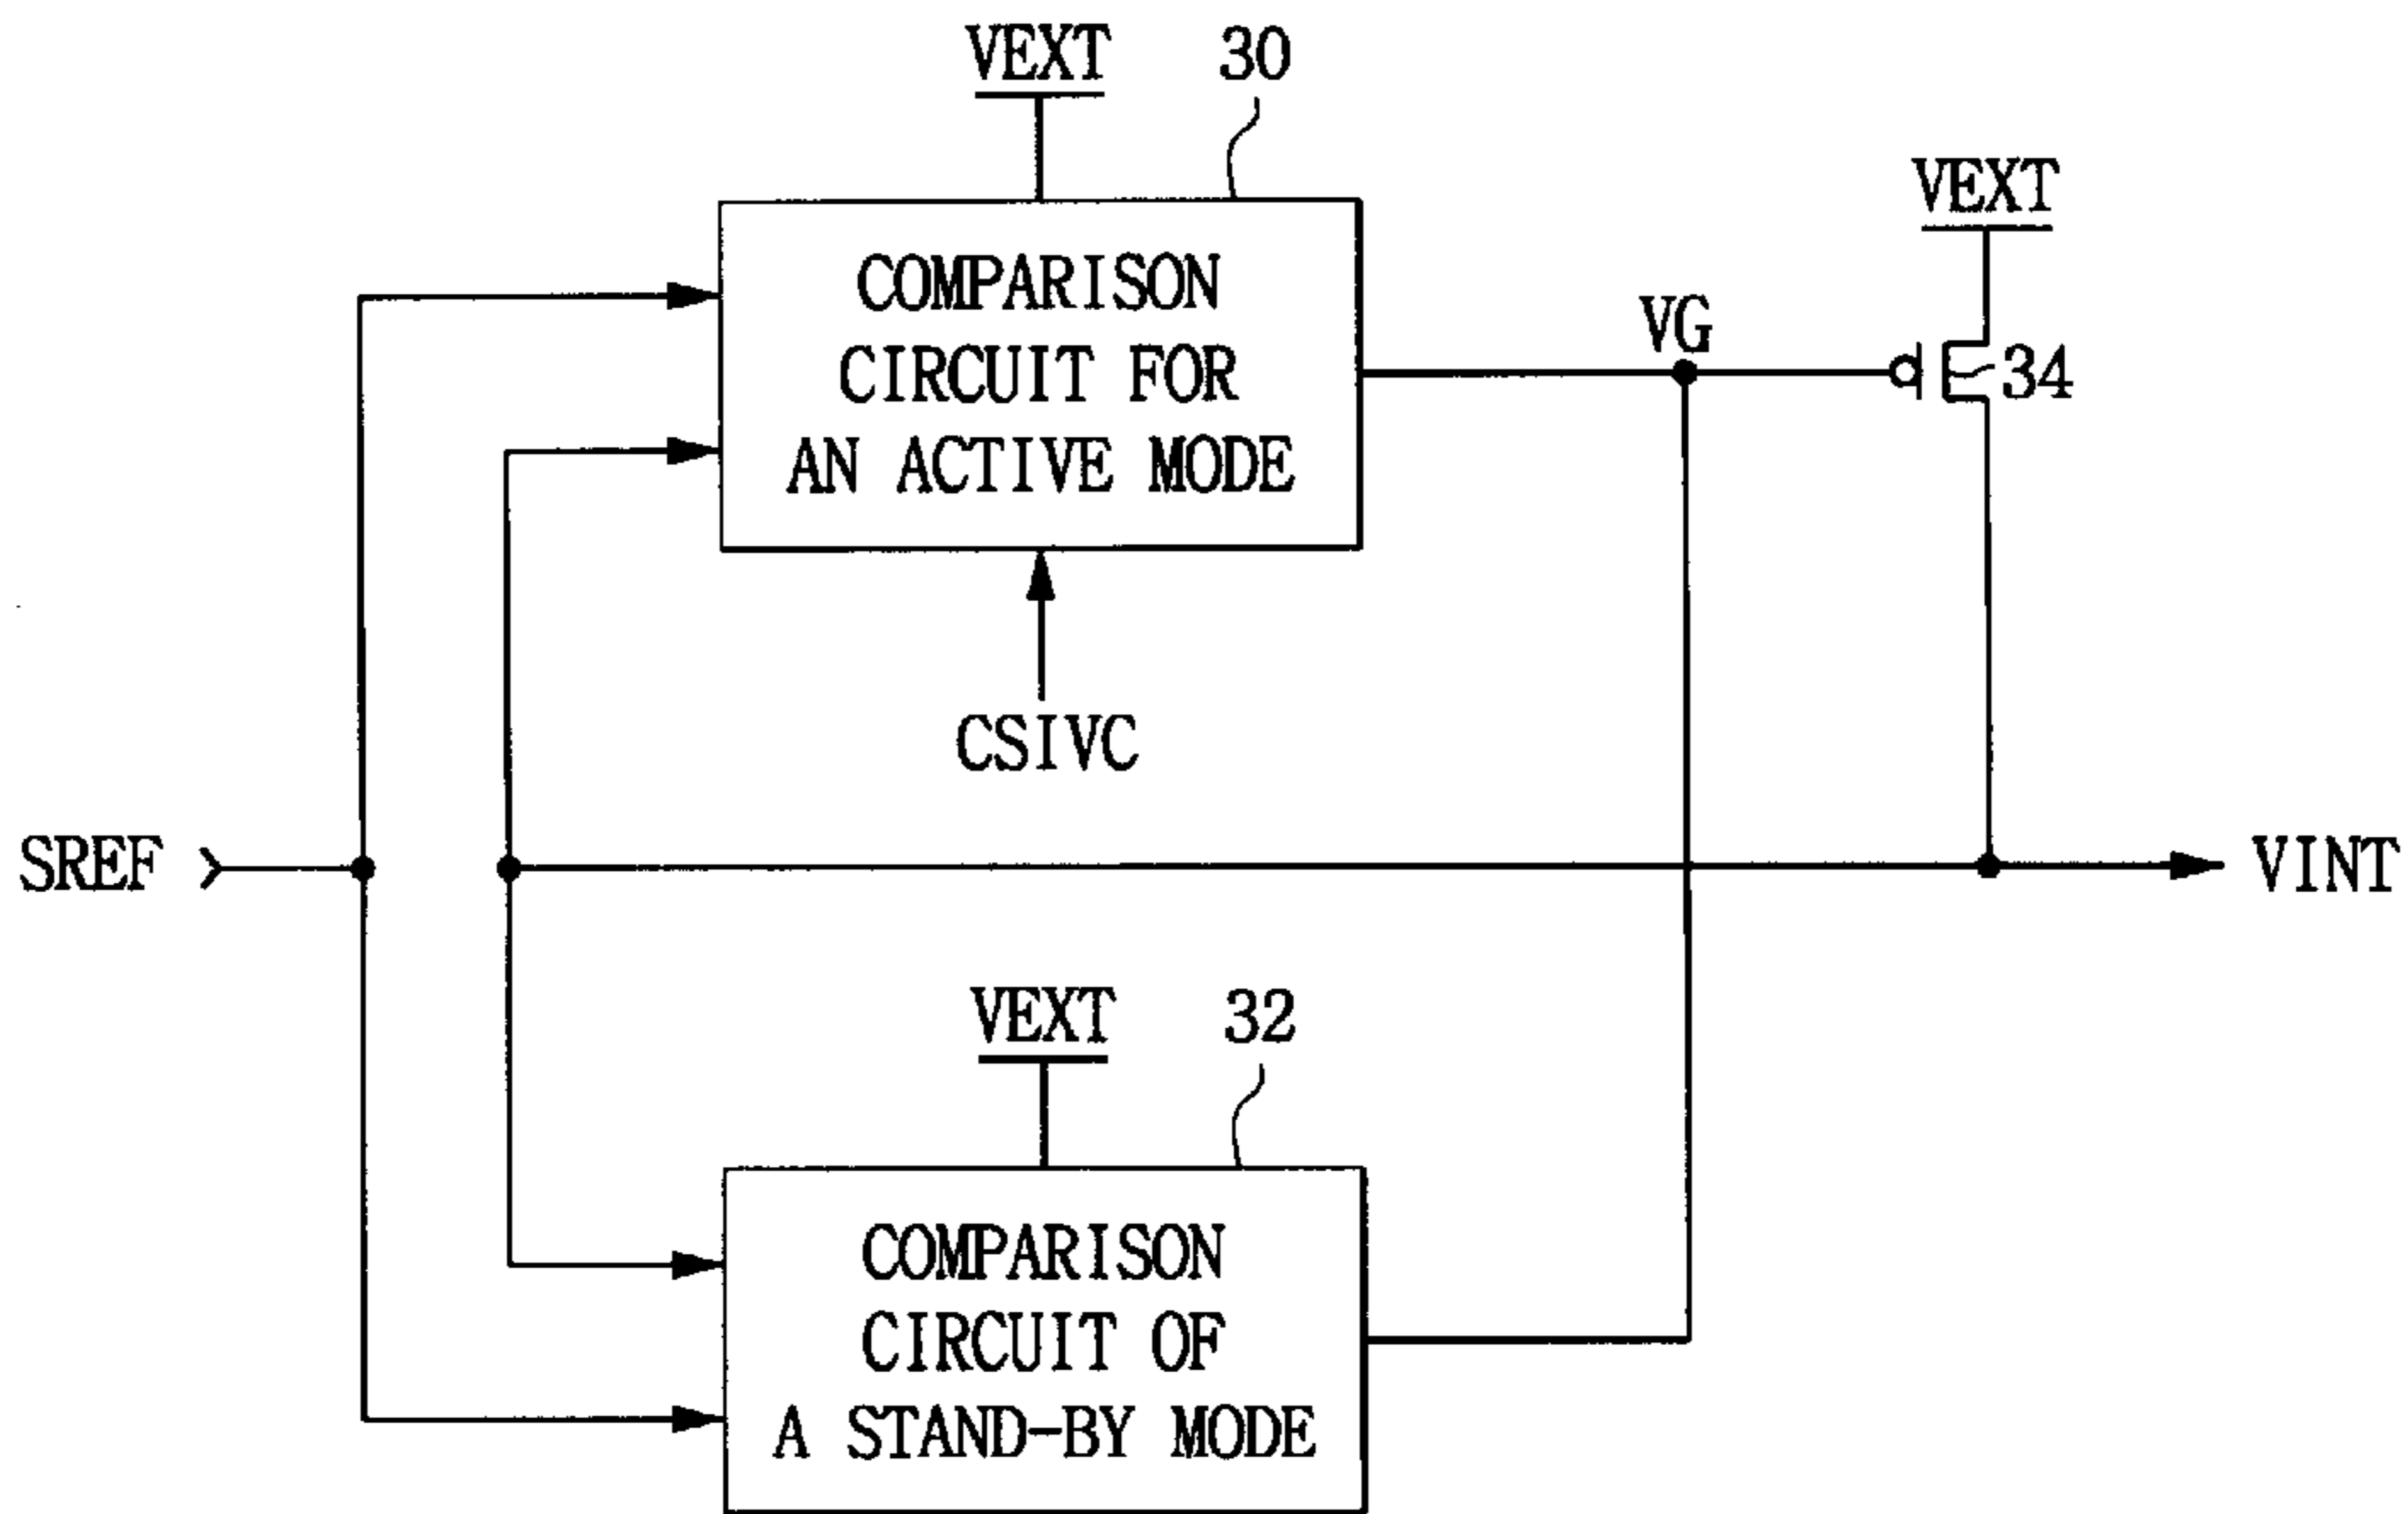 VEXT
30
VEXT
COMPARISON
CIRCUIT FOR
AN ACTIVE MODE
VG
34
CSIVC
SREF
VINT
VEXT
32
COMPARISON
CIRCUIT OF
A STAND-BY MODE